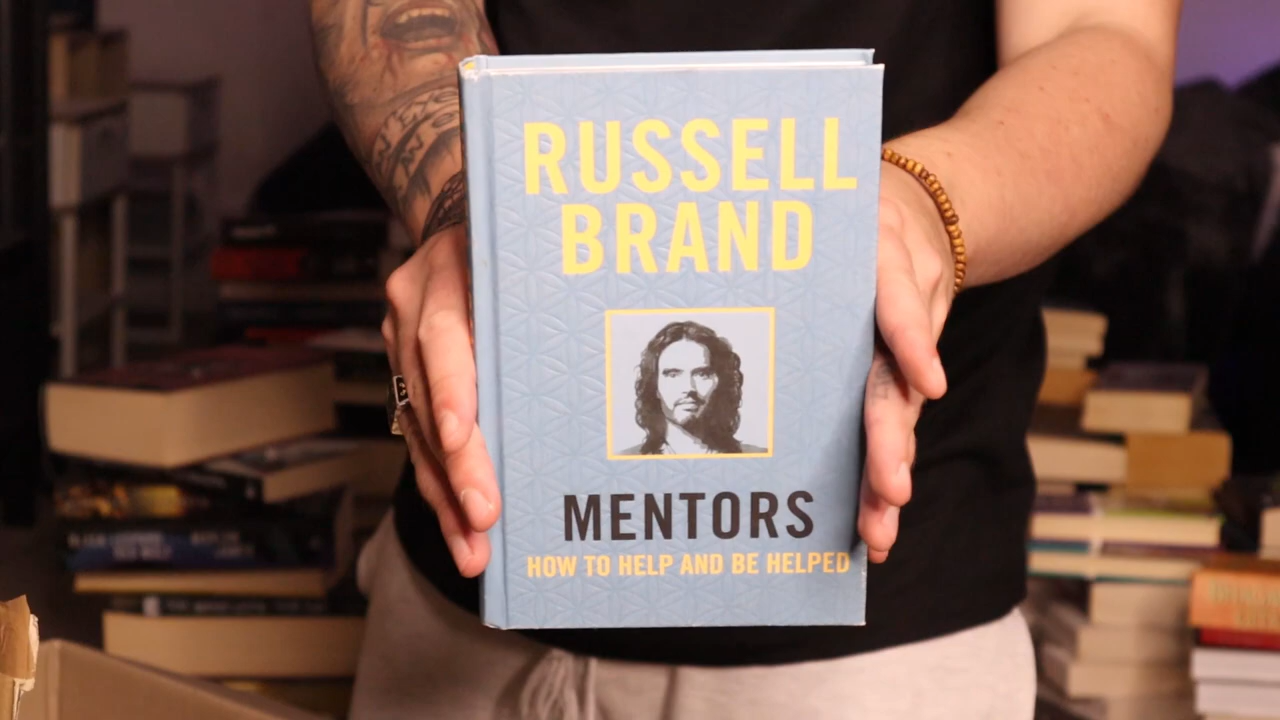 RUSSELL
BRAND
MENTORS
HOW TO HELP AND BE HELPED